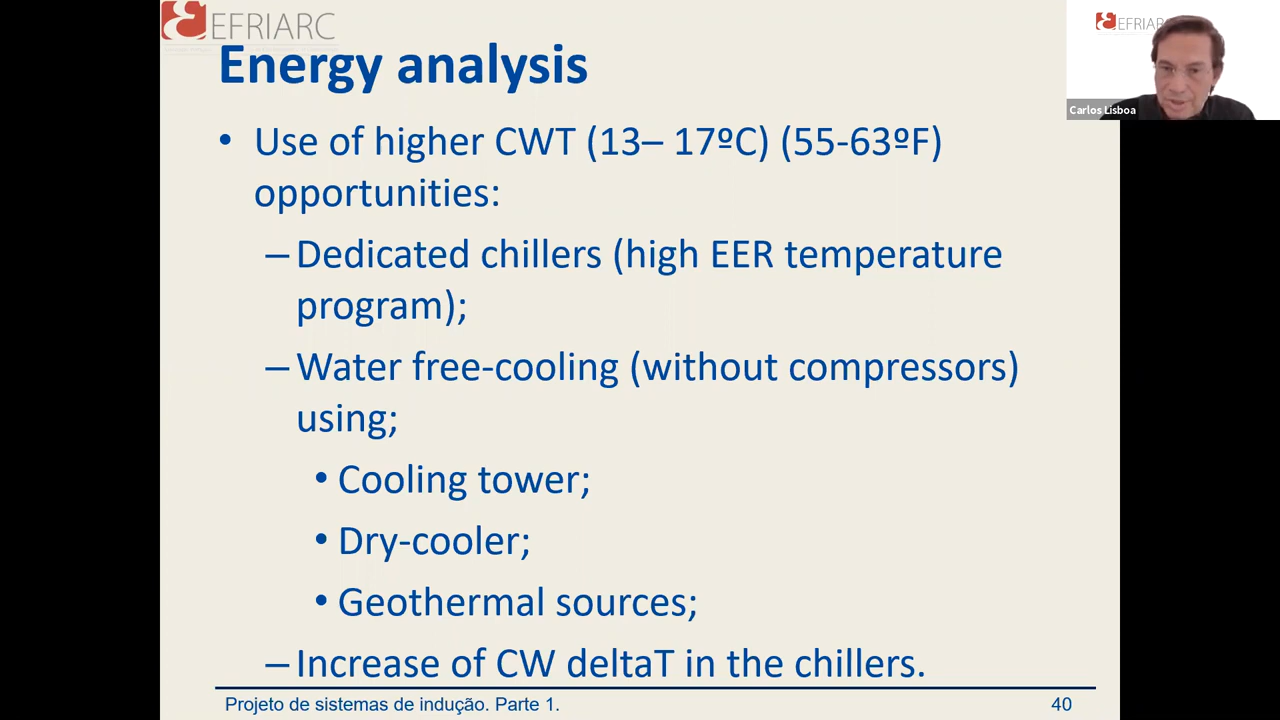 EFRIARC
Energy analysis
• Use of higher CWT (13– 17ºC) (55-63ºF)
opportunities:
– Dedicated chillers (high EER temperature
program);
– Water free-cooling (without compressors)
using;
• Cooling tower;
• Dry-cooler;
• Geothermal sources;
– Increase of CW deltaT in the chillers.
Projeto de sistemas de indução. Parte 1.
40
EFRIARC
Carlos Lisboa